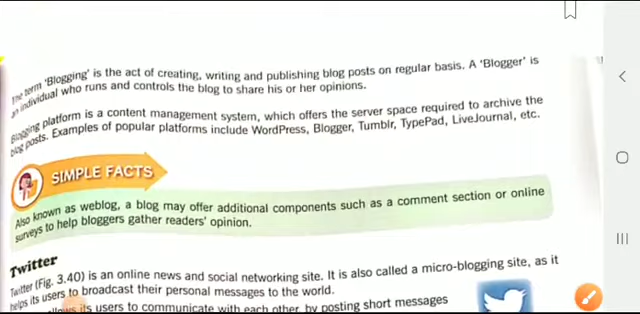 The term 'Blogging' is the act of creating, writing and publishing blog posts on regular basis. A 'Blogger' is
an individual who runs and controls the blog to share his or her opinions.
Blogging platform is a content management system, which offers the server space required to archive the
blog posts. Examples of popular platforms include WordPress, Blogger, Tumblr, TypePad, LiveJournal, etc.
SIMPLE FACTS
Also known as weblog, a blog may offer additional components such as a comment section or online
surveys to help bloggers gather readers' opinion.
Twitter
Twitter (Fig. 3.40) is an online news and social networking site. It is also called a micro-blogging site, as it
helps its users to broadcast their personal messages to the world.
its users to communicate with each other, by posting short messages